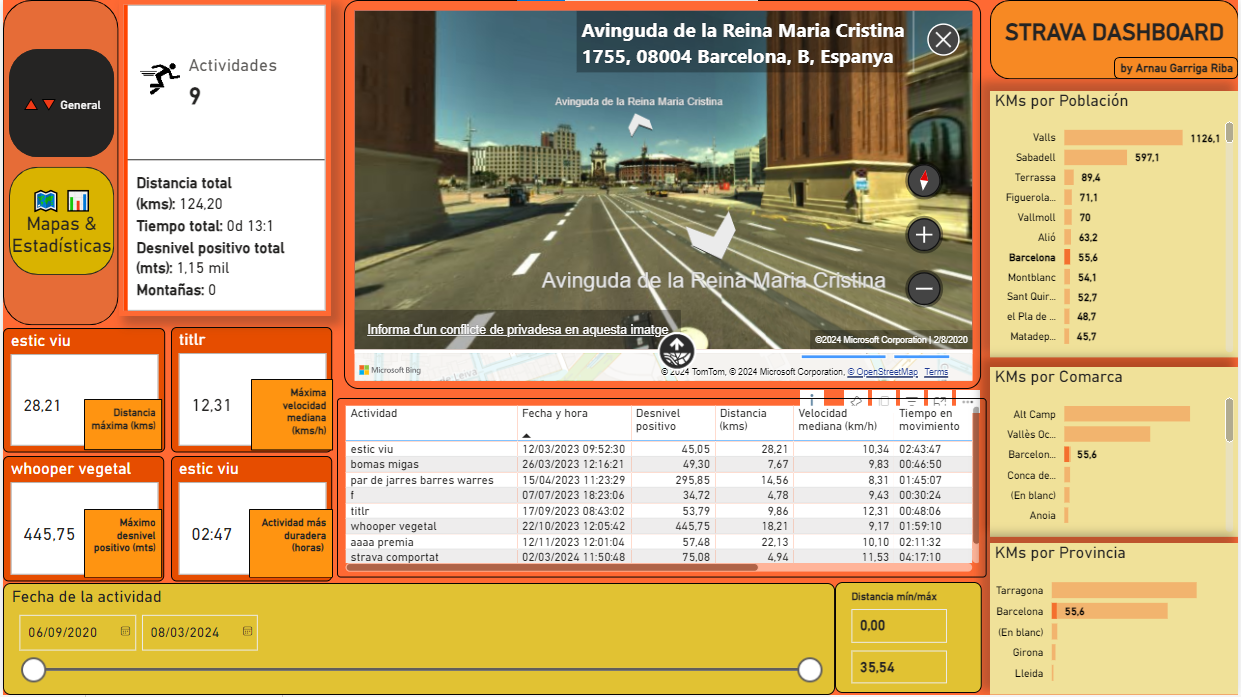 General
Mapas &
Estadísticas
Actividades
9
Distancia total
(kms): 124,20
Tiempo total: 0d 13:1
Desnivel positivo total
(mts): 1,15 mil
Montañas: 0
Avinguda de la Reina Maria Cristina
1755, 08004 Barcelona, B, Espanya
Avinguda de la Reina Maria Cristina
Avinguda de la Reina Maria Cristina
Informa d'un conflicte de privadesa en aquesta imatge
©2024 Microsoft Corporation | 2/8/2020
Microsoft Bing
© 2024 TomTom, © 2024 Microsoft Corporation, © OpenStreetMap Terms
STRAVA DASHBOARD
by Arnau Garriga Riba
KMs por Población
Valls 1126,1
Sabadell 597,1
Terrassa 89,4
Figuerola... 71,1
Vallmoll 70
Alió 63,2
Barcelona 55,6
Montblanc 54,1
Sant Quir... 52,7
el Pla de ... 48,7
Matadep... 45,7
estic viu
28,21
Distancia
máxima (kms)
titlr
12,31
Máxima
velocidad
mediana
(kms/h)
whooper vegetal
445,75
Máximo
desnivel
positivo (mts)
estic viu
02:47
Actividad más
duradera
(horas)
Actividad Fecha y hora Desnivel positivo Distancia (kms) Velocidad mediana (km/h) Tiempo en movimiento
estic viu 12/03/2023 09:52:30 45,05 28,21 10,34 02:43:47
bomas migas 26/03/2023 12:16:21 49,30 7,67 9,83 00:46:50
par de jarres barres warres 15/04/2023 11:23:29 295,85 14,56 8,31 01:45:07
f 07/07/2023 18:23:06 34,72 4,78 9,43 00:30:24
titlr 17/09/2023 08:43:02 53,79 9,86 12,31 00:48:06
whooper vegetal 22/10/2023 12:05:42 445,75 18,21 9,17 01:59:10
aaaa premia 12/11/2023 12:01:04 57,48 22,13 10,10 02:11:32
strava comportat 02/03/2024 11:50:48 75,08 4,94 11,53 04:17:10
KMs por Comarca
Alt Camp
Vallès Oc...
Barcelon... 55,6
Conca de...
(En blanc)
Anoia
KMs por Provincia
Tarragona
Barcelona 55,6
(En blanc)
Girona
Lleida
Fecha de la actividad
06/09/2020
08/03/2024
Distancia mín/máx
0,00
35,54